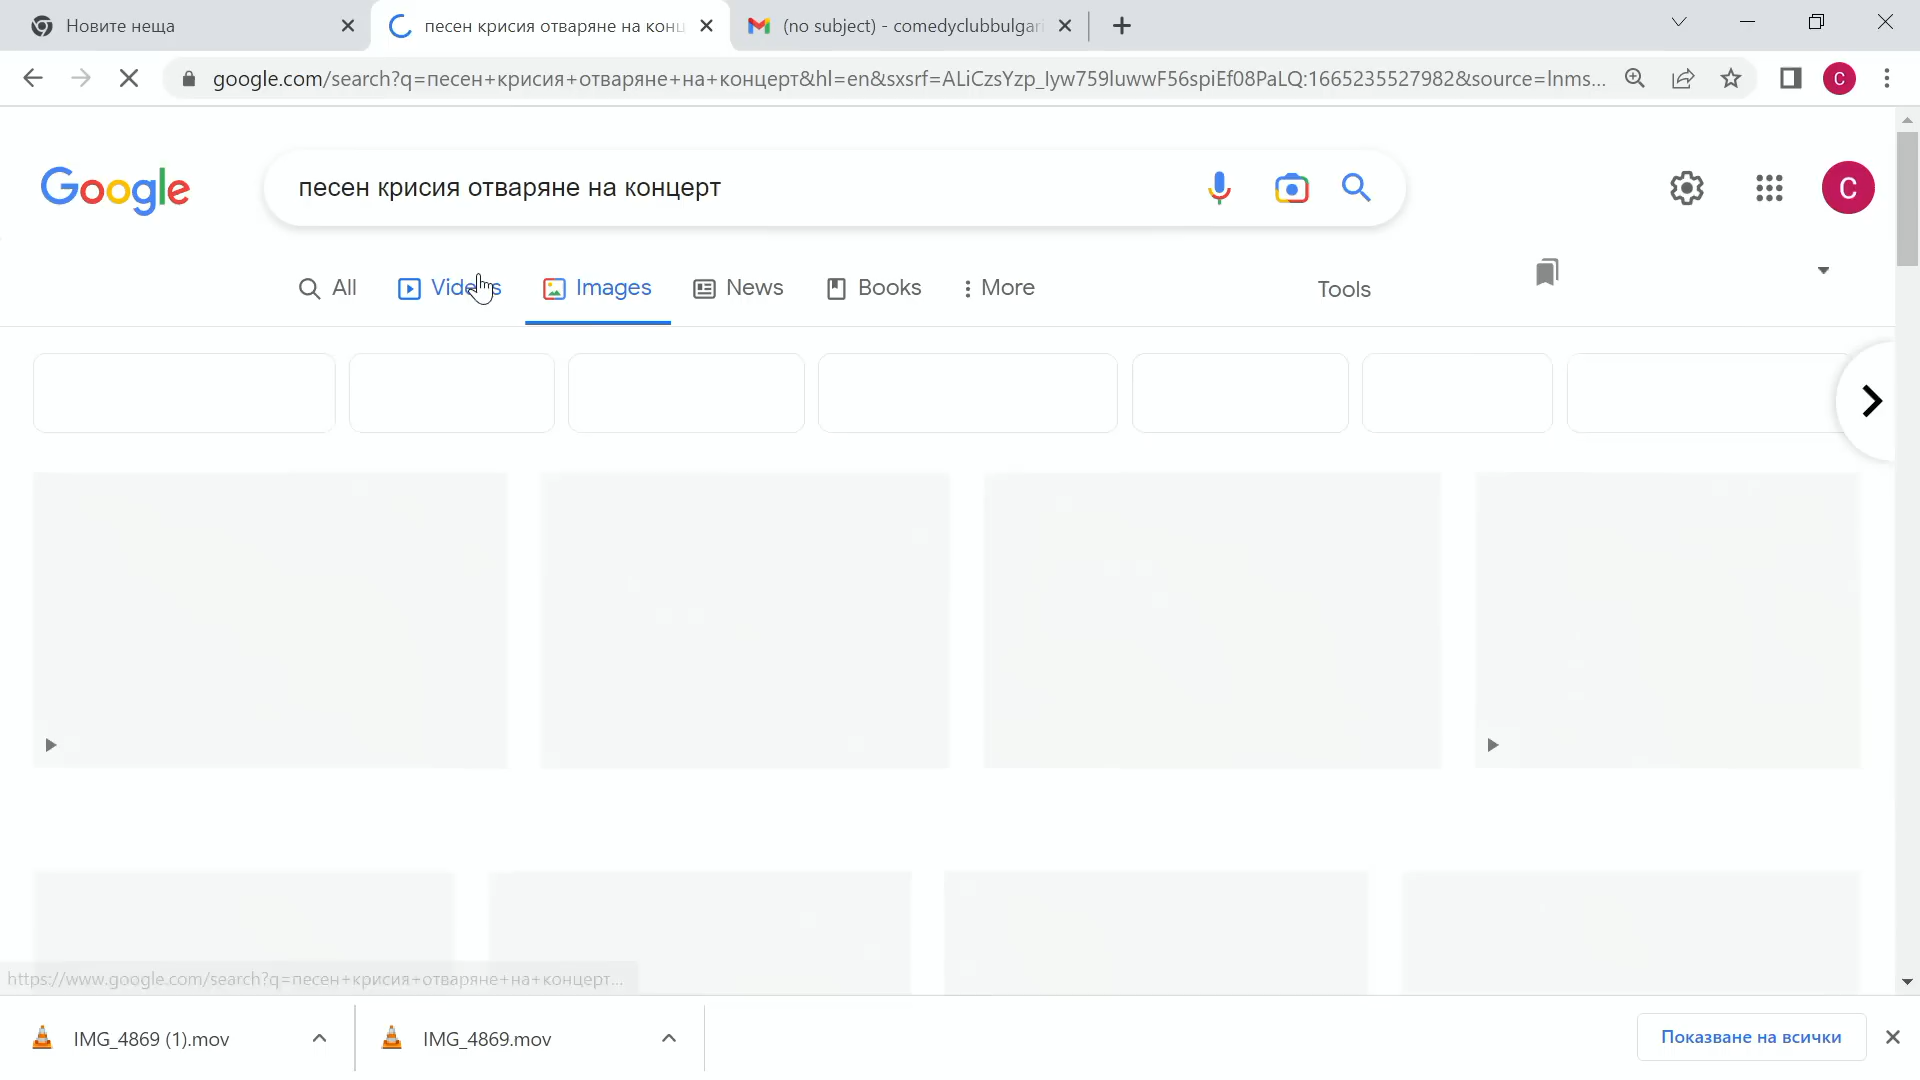 Новите неща
песен крисия отваряне на конц
(no subject) - comedyclubbulgari
google.com/search?q=песен+крисия+отваряне+на+концерт&hl=en&sxsrf=ALiCzsYzp_lyw759luwwF56spiEf08PaLQ:1665235527982&source=lnms...
C
Google
песен крисия отваряне на концерт
C
All
Videos
Images
News
Books
More
Tools
https://www.google.com/search?q=песен+крисия+отваряне+на+концерт...
IMG_4869 (1).mov
IMG_4869.mov
Показване на всички